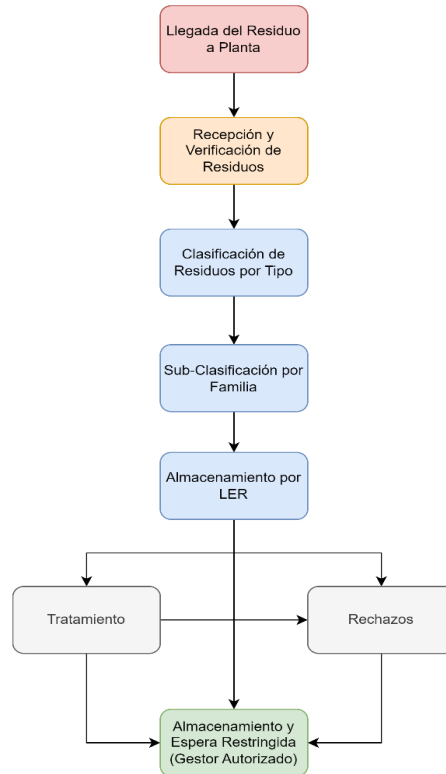 Llegada del Residuo
a Planta
Recepción y
Verificación de
Residuos
Clasificación de
Residuos por Tipo
Sub-Clasificación por
Familia
Almacenamiento por
LER
Tratamiento
Rechazos
Almacenamiento y
Espera Restringida
(Gestor Autorizado)